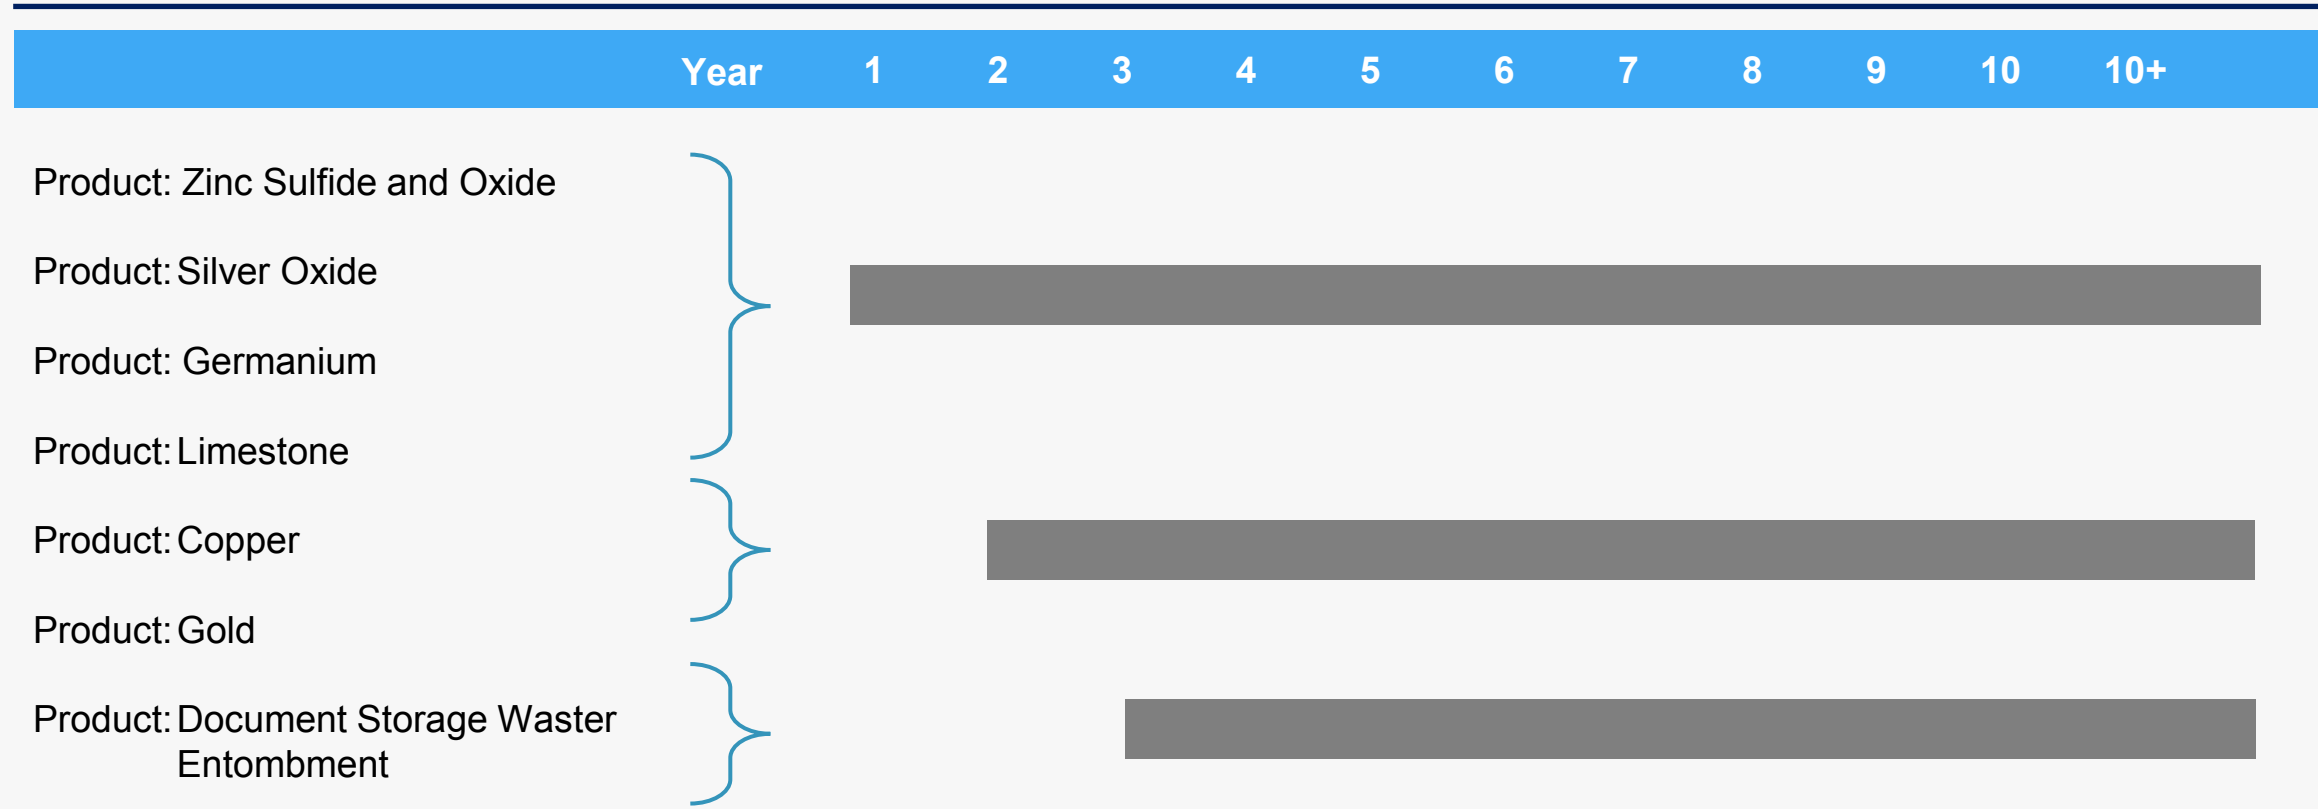 Year 1 2 3 4 5 6 7 8 9 10 10+
Product: Zinc Sulfide and Oxide
Product: Silver Oxide
Product: Germanium
Product: Limestone
Product: Copper
Product: Gold
Product: Document Storage Waster
Entombment